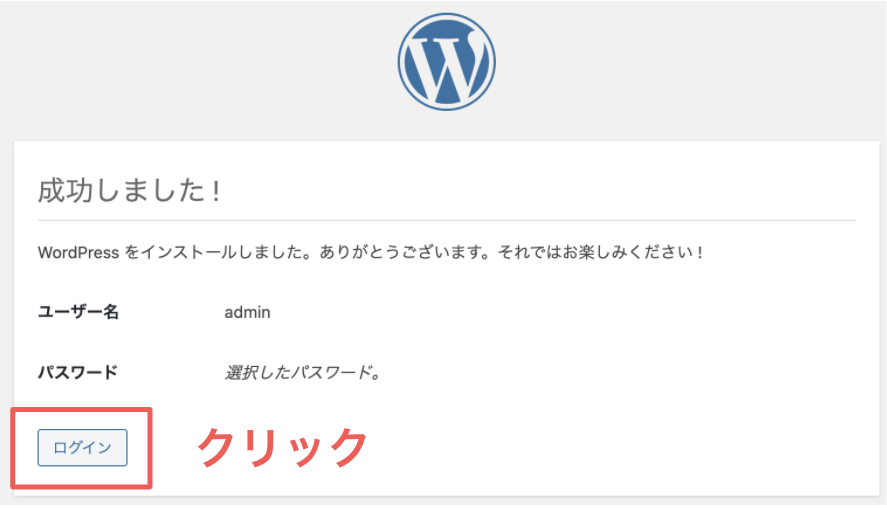 成功しました !
WordPress をインストールしました。ありがとうございます。それではお楽しみください !
ユーザー名 admin
パスワード 選択したパスワード。
ログイン クリック